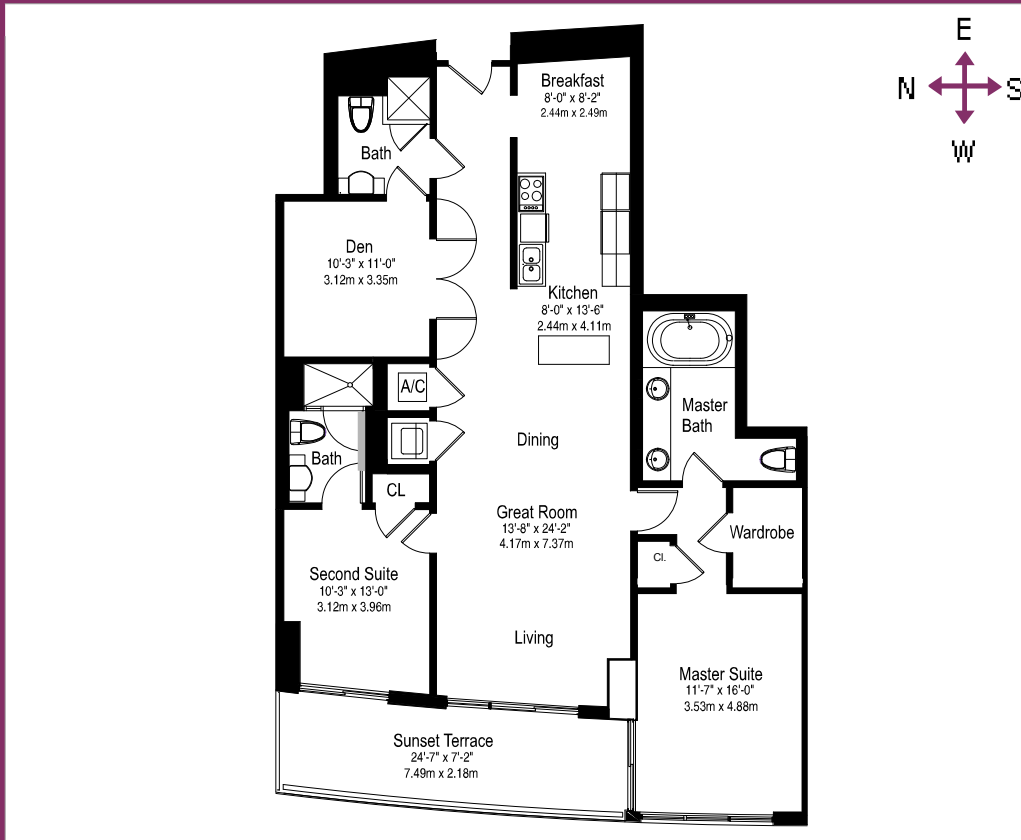 E
N
S
W
Breakfast
8'-0" x 8'-2"
2.44m x 2.49m
Bath
Den
10'-3" x 11'-0"
3.12m x 3.35m
Kitchen
8'-0" x 13'-6"
2.44m x 4.11m
A/C
Master
Bath
Dining
Bath
CL
Great Room
13'-8" x 24'-2"
4.17m x 7.37m
Wardrobe
Cl.
Second Suite
10'-3" x 13'-0"
3.12m x 3.96m
Living
Master Suite
11'-7" x 16'-0"
3.53m x 4.88m
Sunset Terrace
24'-7" x 7'-2"
7.49m x 2.18m